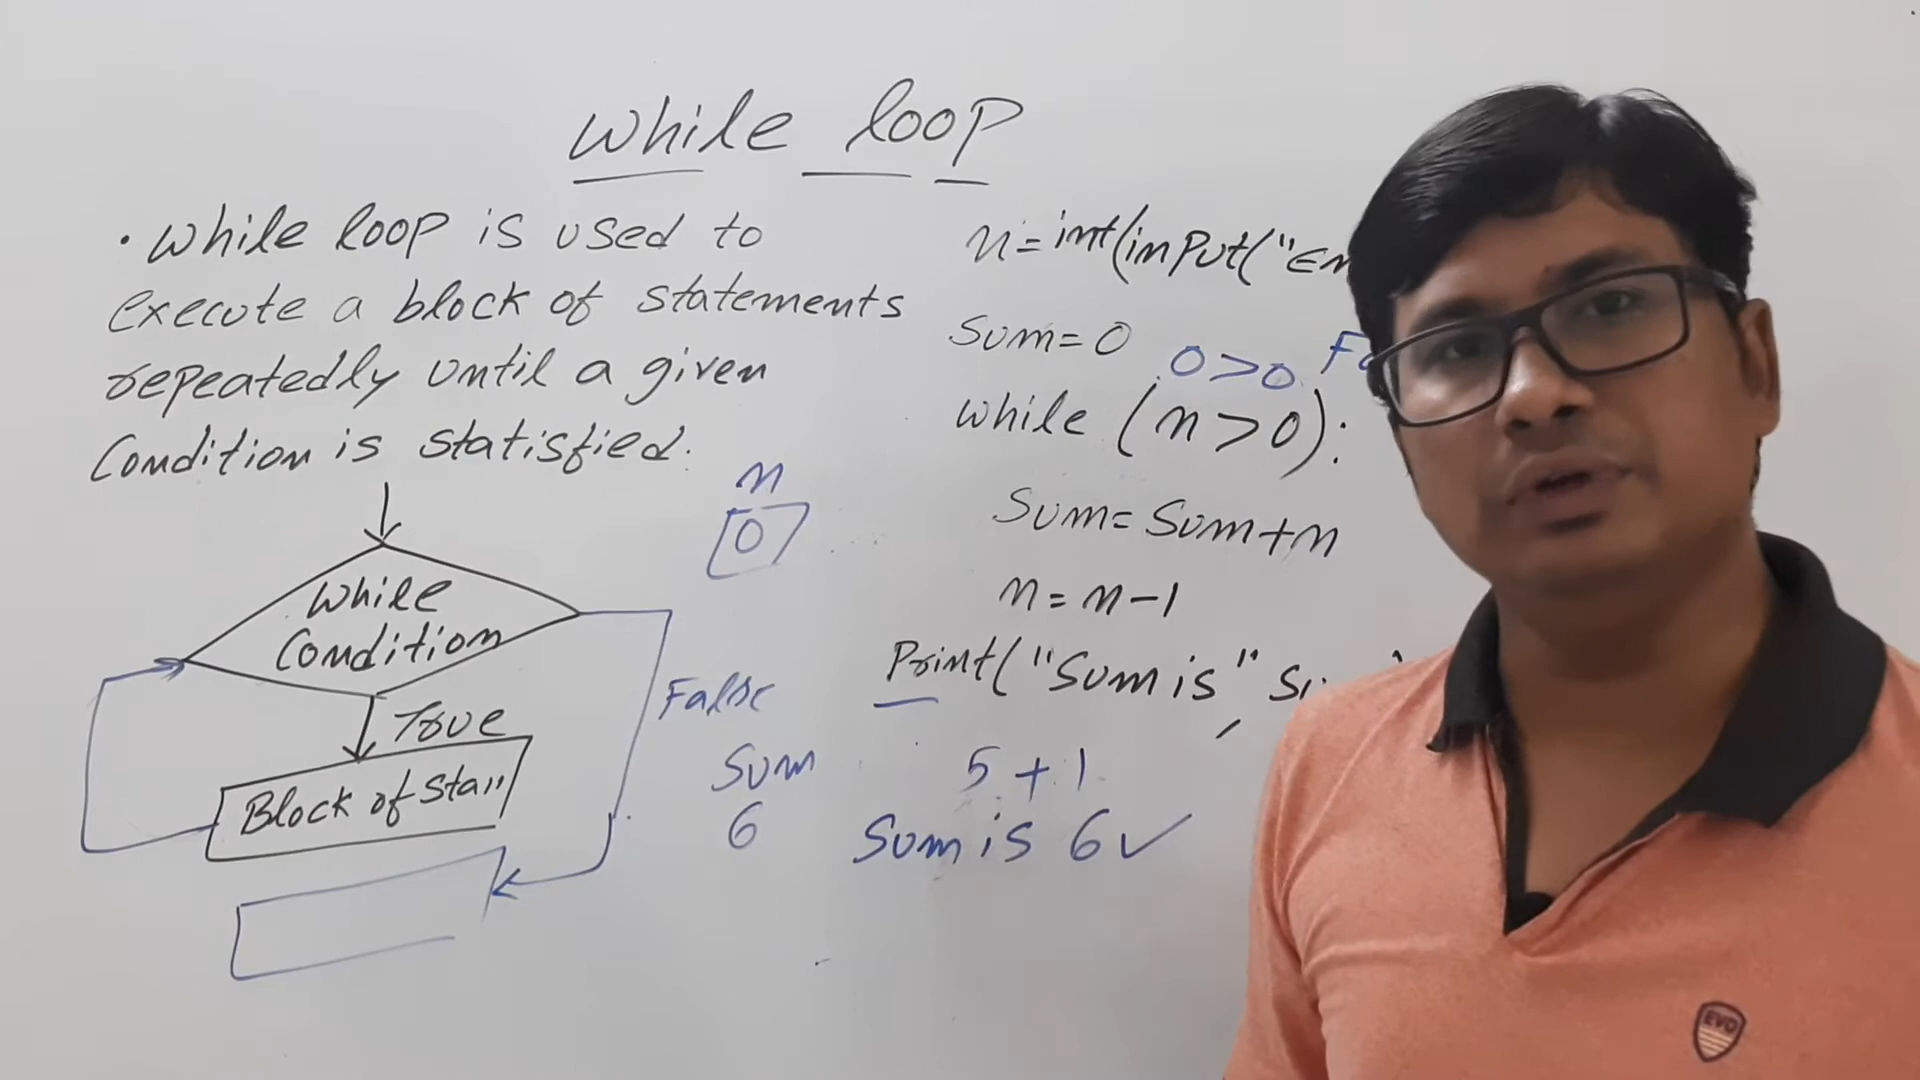 While loop
• While loop is used to
execute a block of statements
repeatedly until a given
Condition is statisfied.
While
Condition
True
Block of Stall
False
n
0
Sum
6
n=int(input("En
Sum=0
0>0
while (n>0):
Sum=Sum+n
n=n-1
Print("Sum is"
5+1
Sum is 6✓
EVO